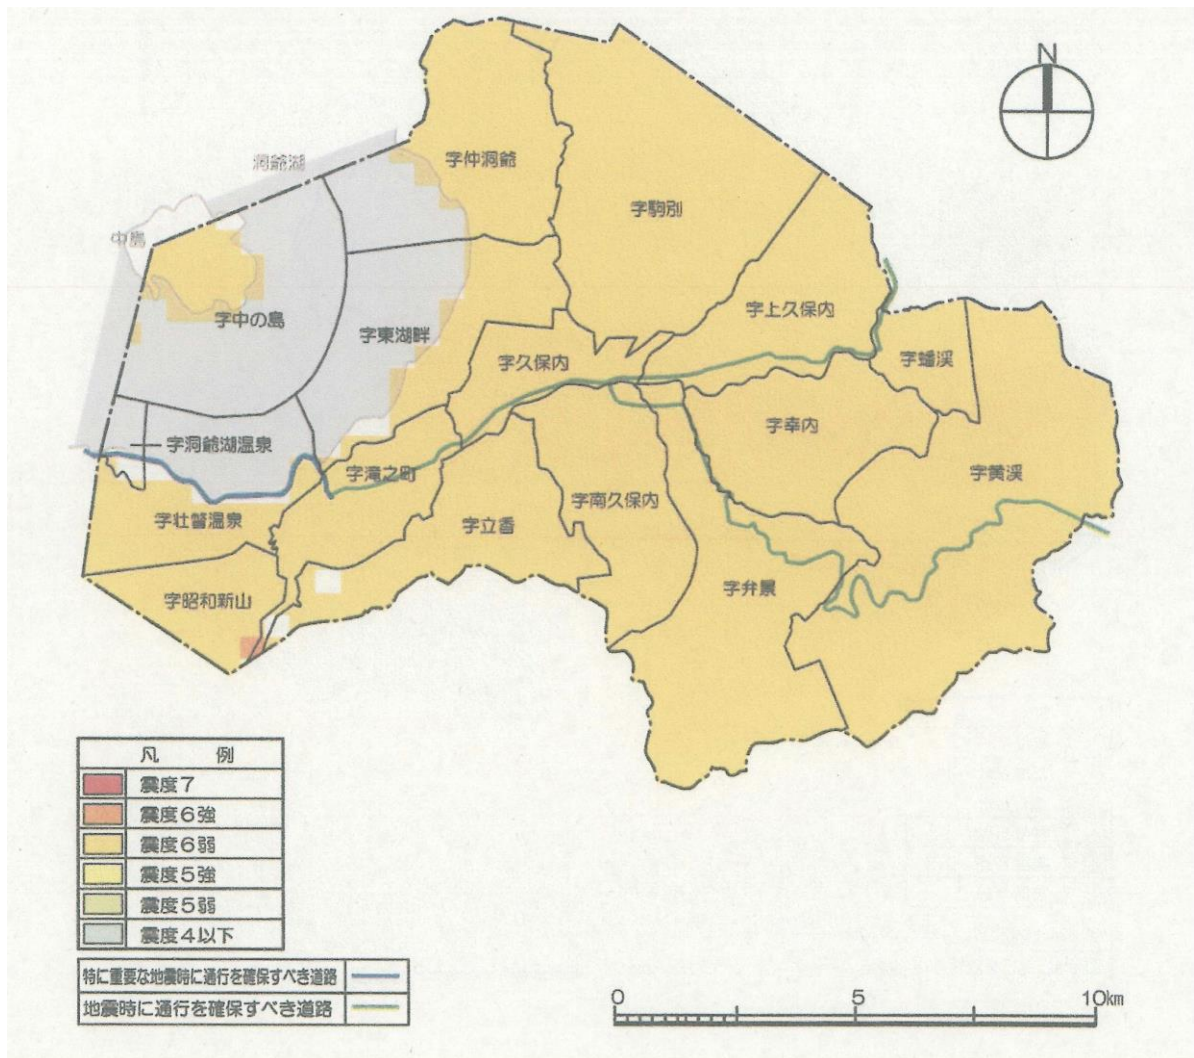 N
洞爺湖
字仲洞爺
中島
字駒別
字中の島
字東湖畔
字上久保内
字久保内
字蟠渓
字幸内
字洞爺湖温泉
字滝之町
字黄渓
字壮瞥温泉
字立香
字南久保内
字昭和新山
字弁景
凡 例
震度7
震度6強
震度6弱
震度5強
震度5弱
震度4以下
特に重要な地震時に通行を確保すべき道路
地震時に通行を確保すべき道路
0 5 10km